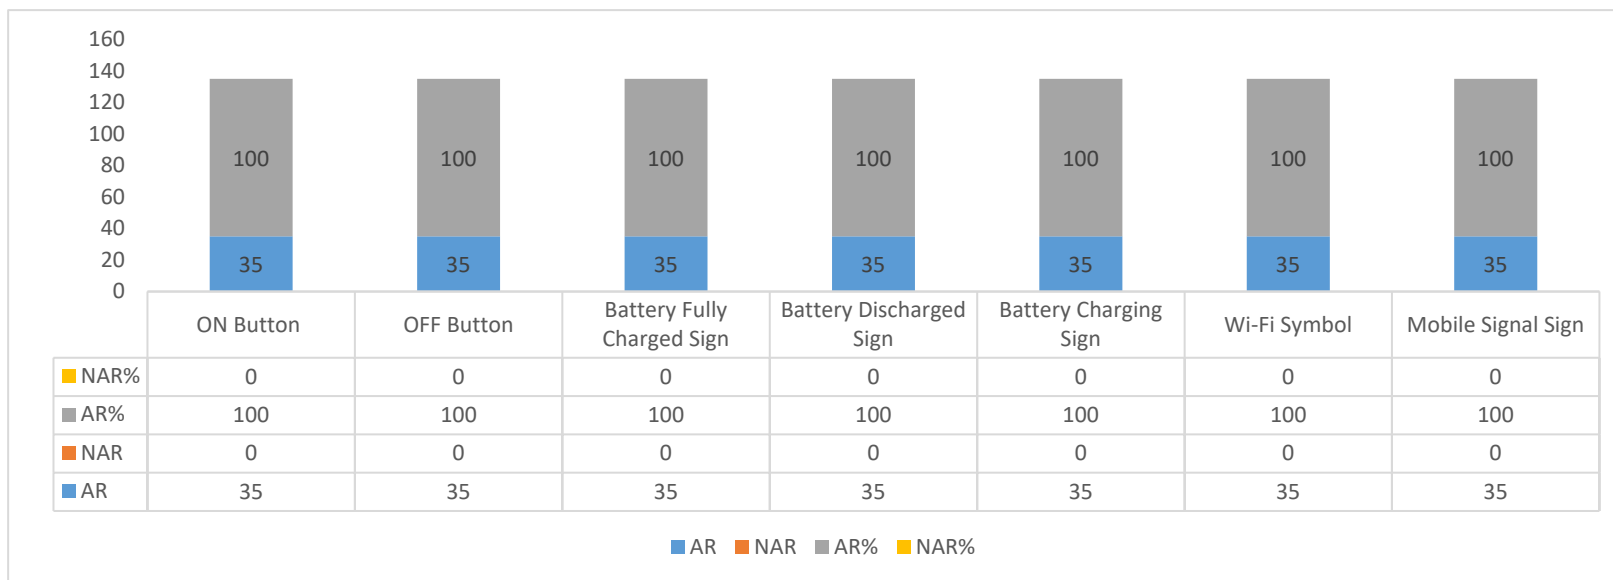 160
140
120
100
80
60
40
20
0
100 100 100 100 100 100 100
35 35 35 35 35 35 35
ON Button OFF Button Battery Fully Charged Sign Battery Discharged Sign Battery Charging Sign Wi-Fi Symbol Mobile Signal Sign
NAR% 0 0 0 0 0 0 0
AR% 100 100 100 100 100 100 100
NAR 0 0 0 0 0 0 0
AR 35 35 35 35 35 35 35
AR NAR AR% NAR%